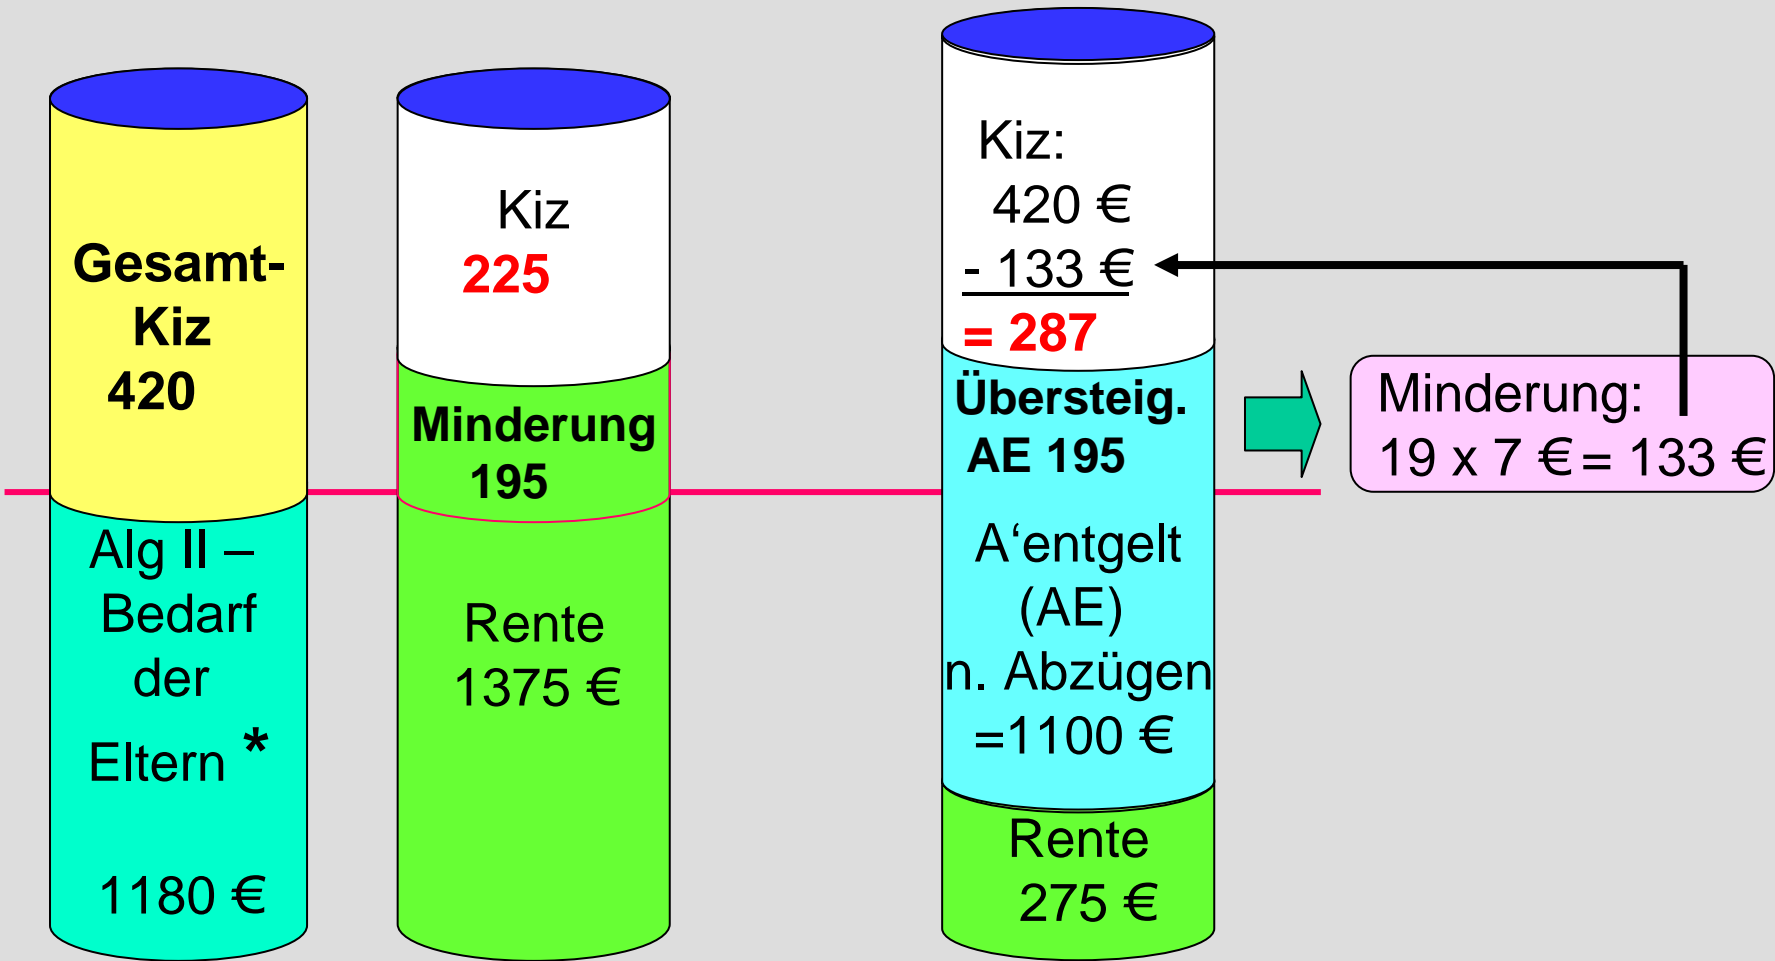 Gesamt-
Kiz
420
Alg II –
Bedarf
der
Eltern *
1180 €
Kiz
225
Minderung
195
Rente
1375 €
Kiz:
420 €
- 133 €
= 287
Übersteig.
AE 195
A‘entgelt
(AE)
n. Abzügen
=1100 €
Rente
275 €
Minderung:
19 x 7 € = 133 €